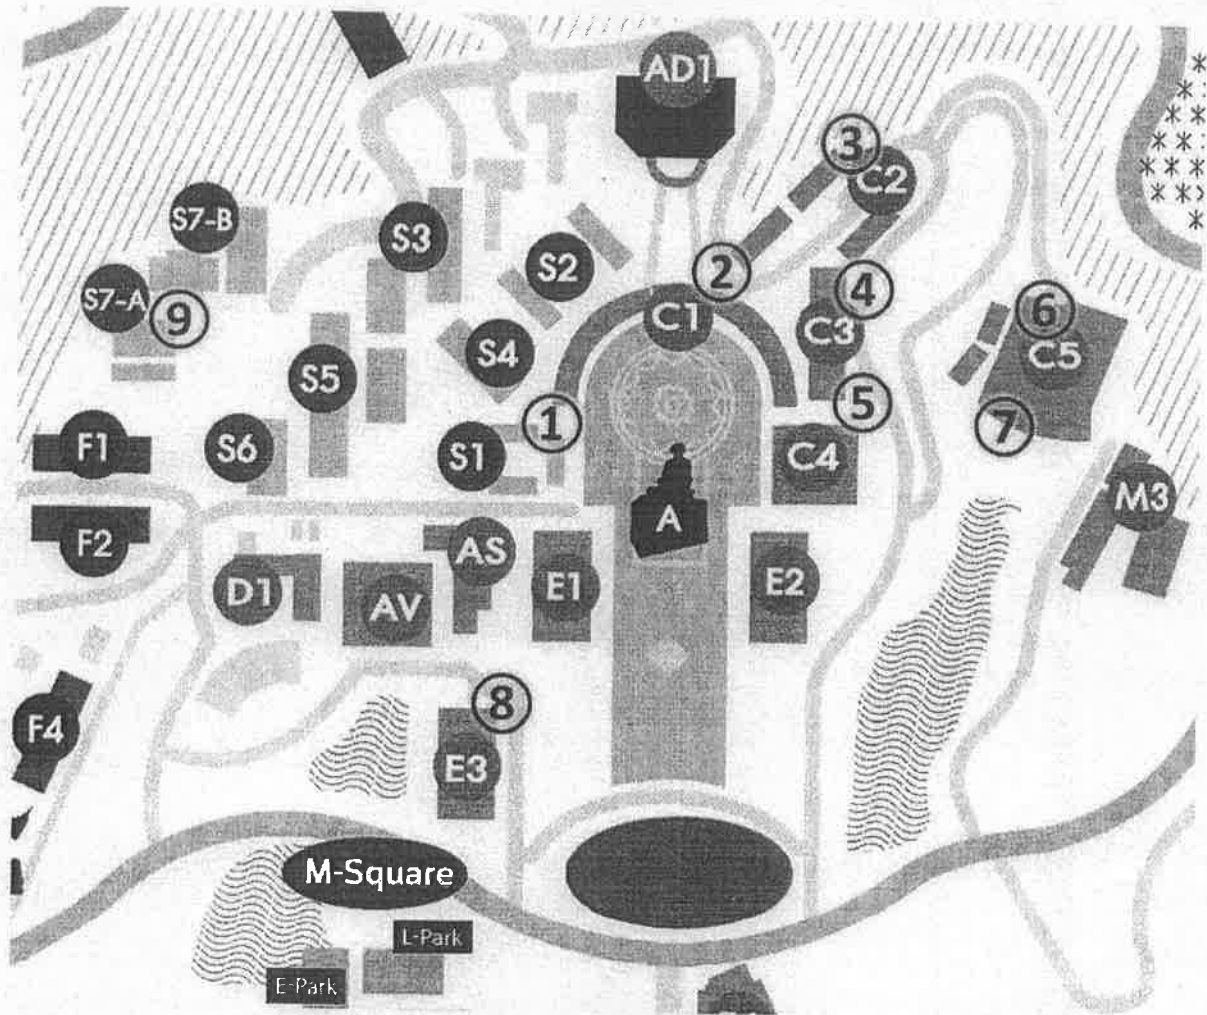 AD1
3
C2
S7-B
S3
S2
2
S7-A
9
4
C1
C3
6
C5
S4
S5
1
5
7
F1
S6
S1
C4
M3
A
F2
AS
D1
AV
E1
E2
8
F4
E3
M-Square
L-Park
E-Park